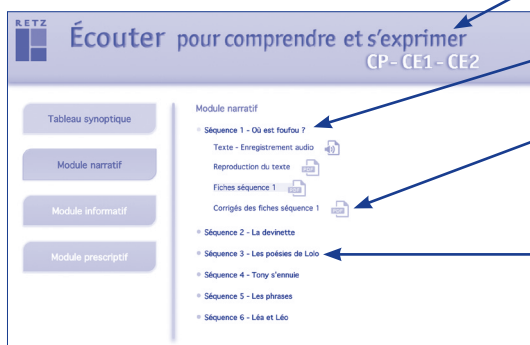 RETZ
Écouter pour comprendre et s'exprimer
CP - CE1 - CE2
Tableau synoptique
Module narratif
Module informatif
Module prescriptif
Module narratif
Séquence 1 - Où est foufou ?
Texte - Enregistrement audio
Reproduction du texte
PDF
Fiches séquence 1
PDF
Corrigés des fiches séquence 1
PDF
Séquence 2 - La devinette
Séquence 3 - Les poésies de Lolo
Séquence 4 - Tony s'ennuie
Séquence 5 - Les phrases
Séquence 6 - Léa et Léo